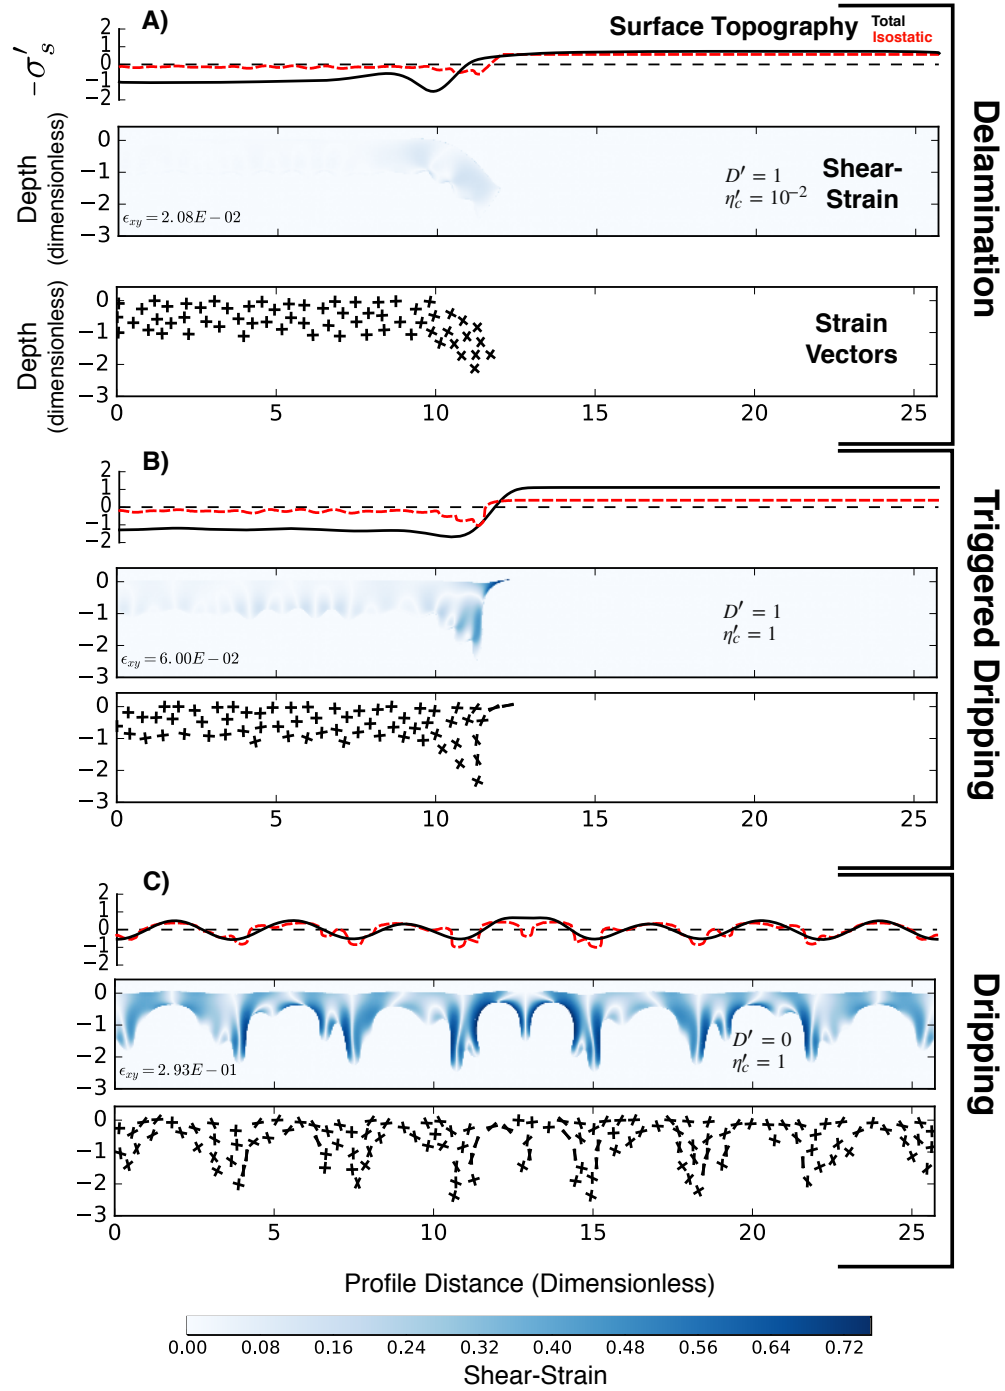 A)
Surface Topography
Total
Isostatic
−σ′ₛ
2
1
0
−1
−2
Depth
(dimensionless)
0
−1
−2
−3
D′ = 1
η′c = 10⁻²
Shear-
Strain
ϵxy = 2.08E − 02
Depth
(dimensionless)
0
−1
−2
−3
Strain
Vectors
0 5 10 15 20 25
Delamination
B)
2
1
0
−1
−2
0
−1
−2
−3
D′ = 1
η′c = 1
ϵxy = 6.00E − 02
0
−1
−2
−3
0 5 10 15 20 25
Triggered Dripping
C)
2
1
0
−1
−2
0
−1
−2
−3
D′ = 0
η′c = 1
ϵxy = 2.93E − 01
0
−1
−2
−3
0 5 10 15 20 25
Dripping
Profile Distance (Dimensionless)
0.00 0.08 0.16 0.24 0.32 0.40 0.48 0.56 0.64 0.72
Shear-Strain